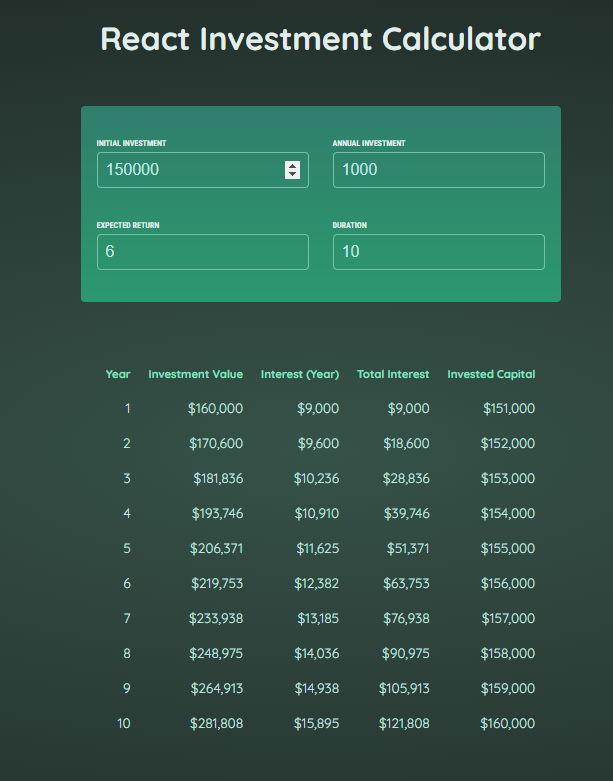 React Investment Calculator
INITIAL INVESTMENT ANNUAL INVESTMENT
150000 1000
EXPECTED RETURN DURATION
6 10
Year Investment Value Interest (Year) Total Interest Invested Capital
1 $160,000 $9,000 $9,000 $151,000
2 $170,600 $9,600 $18,600 $152,000
3 $181,836 $10,236 $28,836 $153,000
4 $193,746 $10,910 $39,746 $154,000
5 $206,371 $11,625 $51,371 $155,000
6 $219,753 $12,382 $63,753 $156,000
7 $233,938 $13,185 $76,938 $157,000
8 $248,975 $14,036 $90,975 $158,000
9 $264,913 $14,938 $105,913 $159,000
10 $281,808 $15,895 $121,808 $160,000